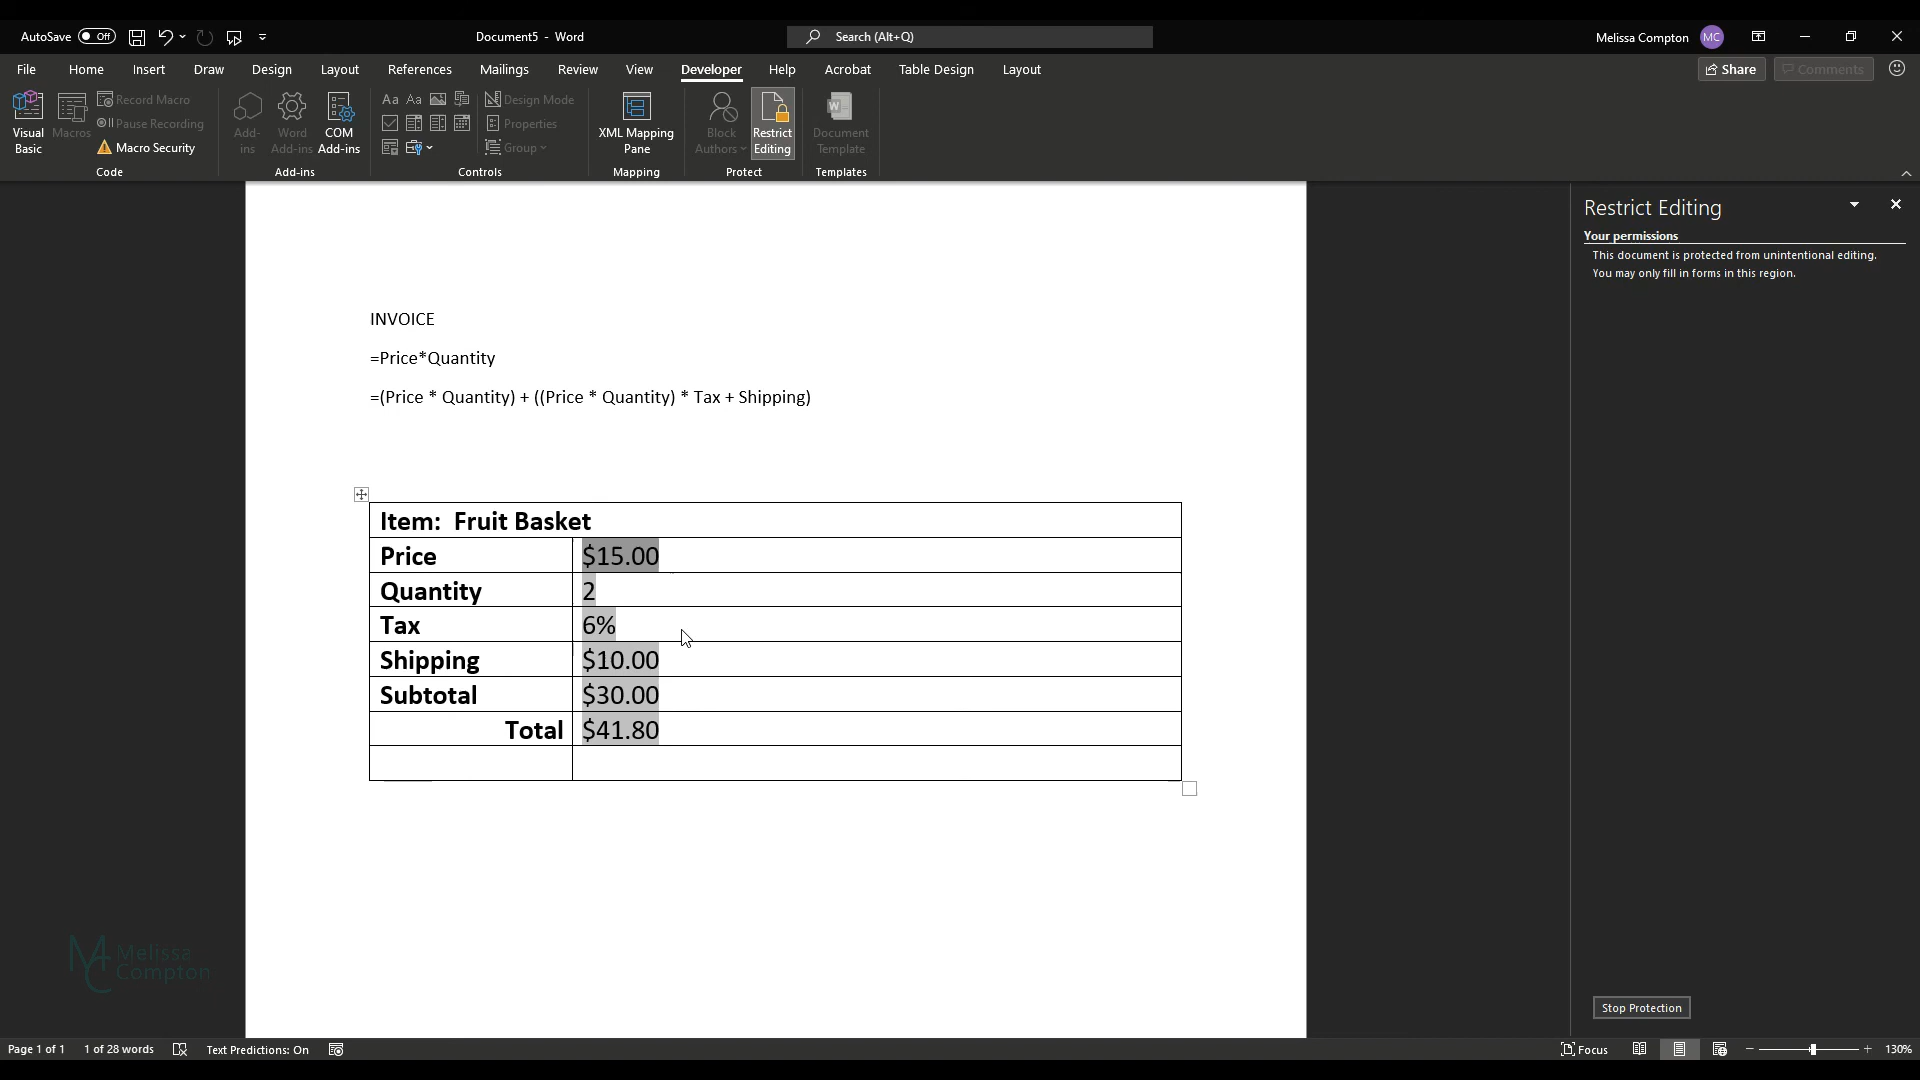 AutoSave Off
Document5 - Word
Search (Alt+Q)
Melissa Compton MC
File Home Insert Draw Design Layout References Mailings Review View Developer Help Acrobat Table Design Layout
Share Comments
Visual Basic
Macros
Record Macro
Pause Recording
Macro Security
Code
Add-ins
Word Add-ins
COM Add-ins
Add-ins
Aa Aa
Design Mode
Properties
Group
Controls
XML Mapping Pane
Mapping
Block Authors
Restrict Editing
Protect
W
Document Template
Templates
Restrict Editing
Your permissions
This document is protected from unintentional editing.
You may only fill in forms in this region.
INVOICE
=Price*Quantity
=(Price * Quantity) + ((Price * Quantity) * Tax + Shipping)
Item: Fruit Basket
Price $15.00
Quantity 2
Tax 6%
Shipping $10.00
Subtotal $30.00
Total $41.80
MC Melissa
Compton
Stop Protection
Page 1 of 1 1 of 28 words Text Predictions: On Focus 130%